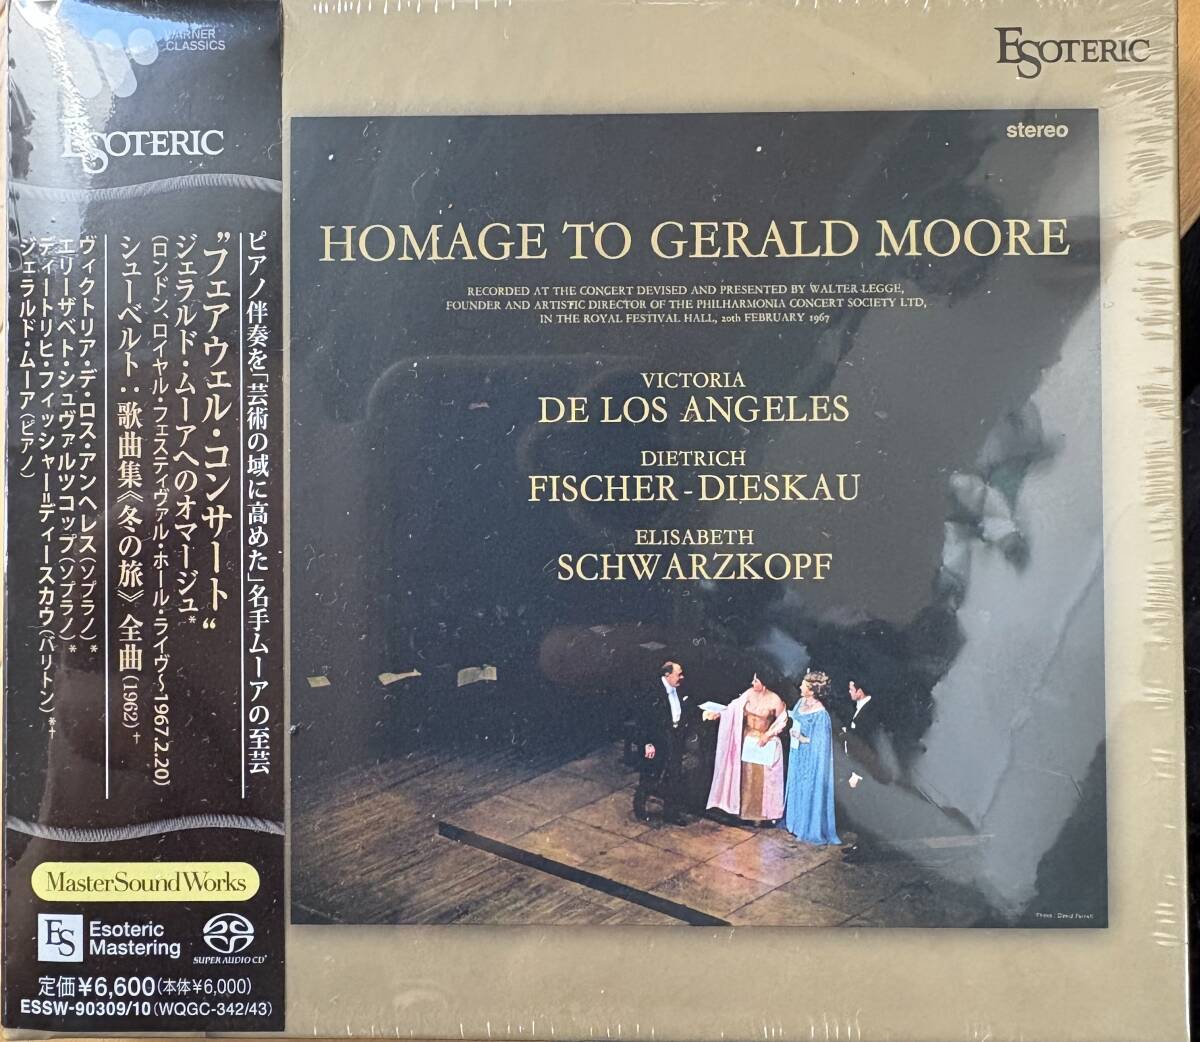 WARNER
CLASSICS
ESOTERIC
ピアノ伴奏を「芸術の域に高めた」名手ムーアの至芸
”フェアウェル・コンサート“
ジェラルド・ムーアへのオマージュ*
(ロンドン、ロイヤル・フェスティヴァル・ホール・ライヴ~1967.2.20)
シューベルト:歌曲集《冬の旅》全曲(1962)†
ヴィクトリア・デ・ロス・アンヘレス(ソプラノ)*
エリーザベト・シュヴァルツコップ(ソプラノ)*
ディートリヒ・フィッシャー=ディースカウ(バリトン)*†
ジェラルド・ムーア(ピアノ)
MasterSoundWorks
ES
Esoteric
Mastering
SUPER AUDIO CD
定価¥6,600(本体¥6,000)
ESSW-90309/10(WQGC-342/43)
ESOTERIC
stereo
HOMAGE TO GERALD MOORE
RECORDED AT THE CONCERT DEVISED AND PRESENTED BY WALTER LEGGE,
FOUNDER AND ARTISTIC DIRECTOR OF THE PHILHARMONIA CONCERT SOCIETY LTD,
IN THE ROYAL FESTIVAL HALL, 20th FEBRUARY 1967
VICTORIA
DE LOS ANGELES
DIETRICH
FISCHER-DIESKAU
ELISABETH
SCHWARZKOPF
Photo : David Farrell